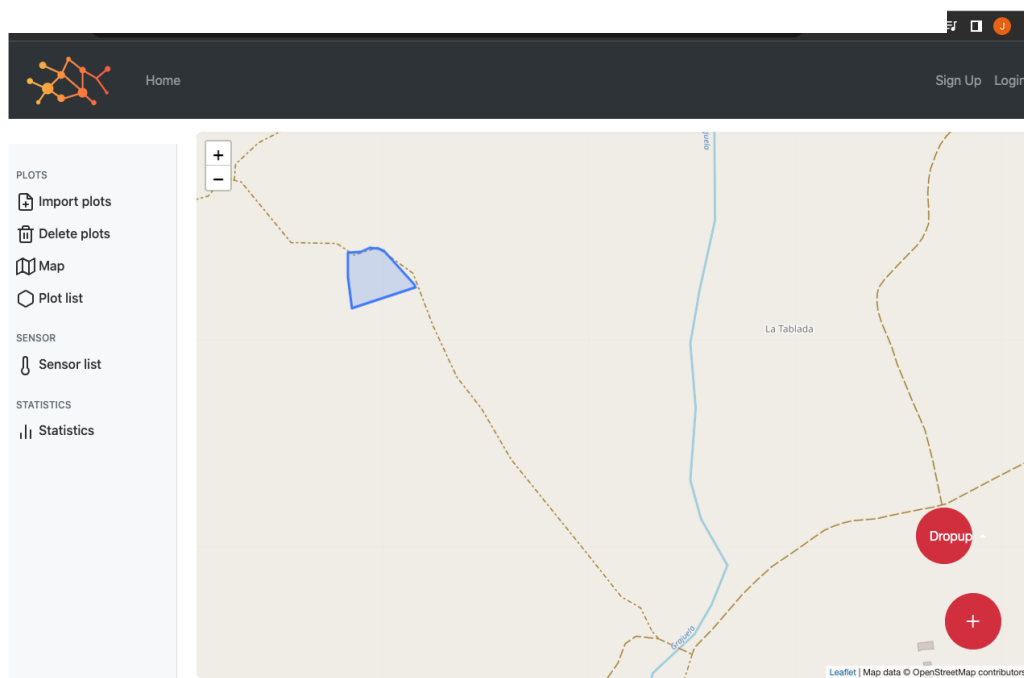 J
Home
Sign Up
Login
PLOTS
Import plots
Delete plots
Map
Plot list
SENSOR
Sensor list
STATISTICS
Statistics
+
−
La Tablada
Grajuela
Dropup
+
Leaflet | Map data © OpenStreetMap contributors